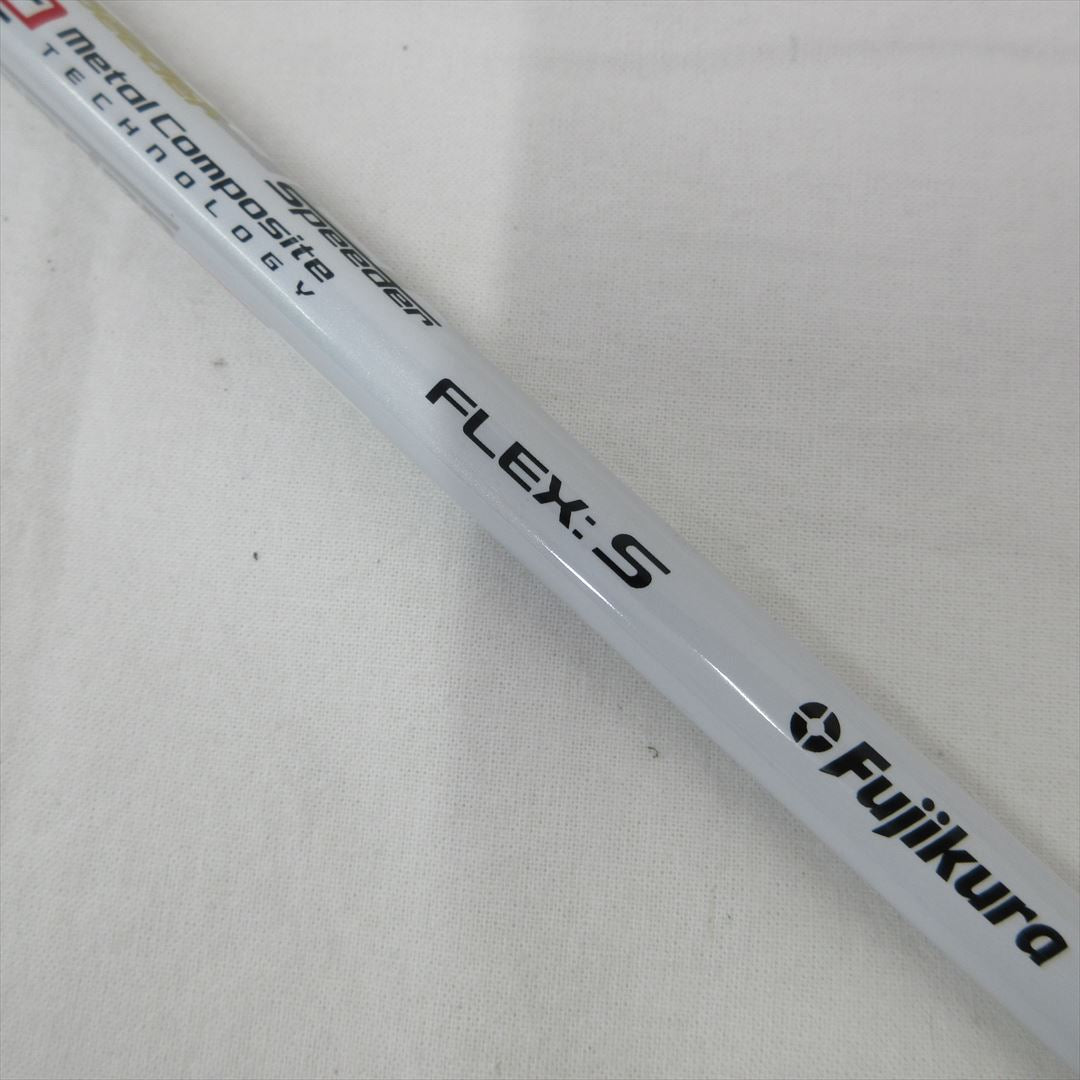 Metal Composite
TECHNOLOGY
Speeder
FLEX: S
Fujikura